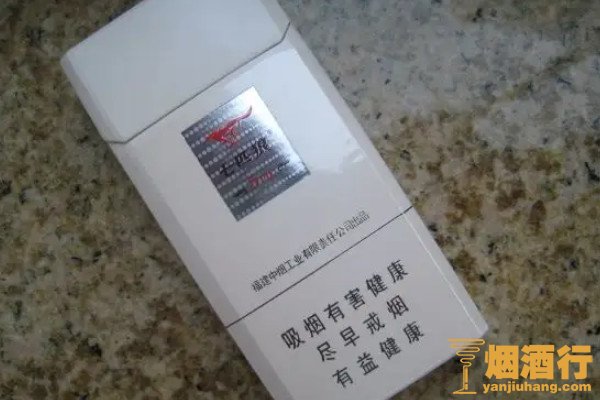 七匹狼
福建中烟工业有限责任公司出品
吸烟有害健康
尽早戒烟
有益健康
烟酒行
yanjiuhang.com